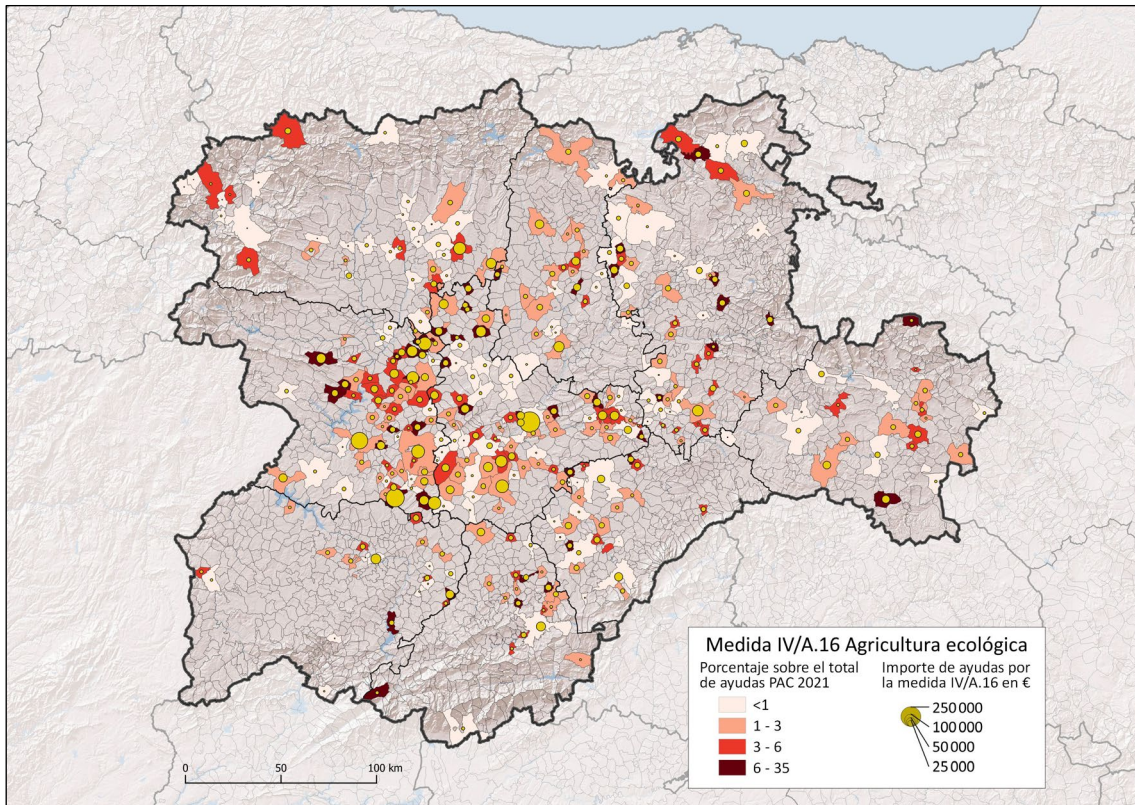 Medida IV/A.16 Agricultura ecológica
Porcentaje sobre el total
de ayudas PAC 2021
<1
1 - 3
3 - 6
6 - 35
Importe de ayudas por
la medida IV/A.16 en €
250 000
100 000
50 000
25 000
0 50 100 km